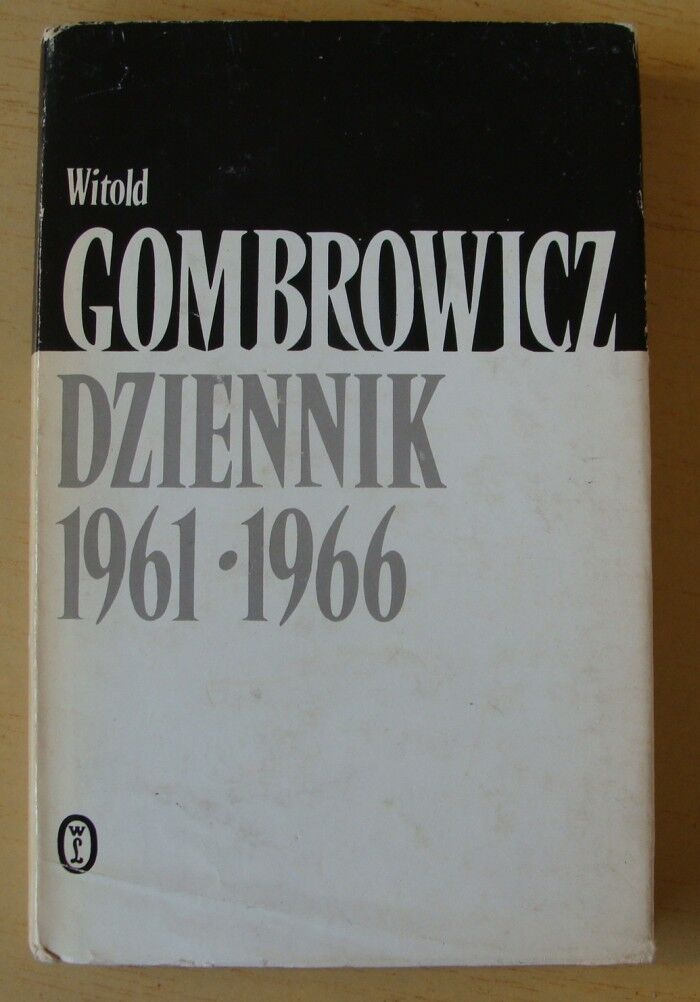 Witold
GOMBROWICZ
DZIENNIK
1961·1966
WL